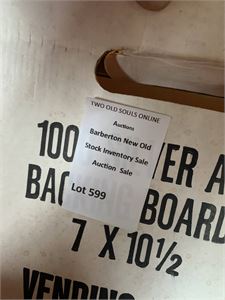 TWO OLD SOULS ONLINE
Auctions
Barberton New Old
Stock Inventory Sale
Auction Sale
Lot 599
100
BOARD
7 X 10½
VENDING